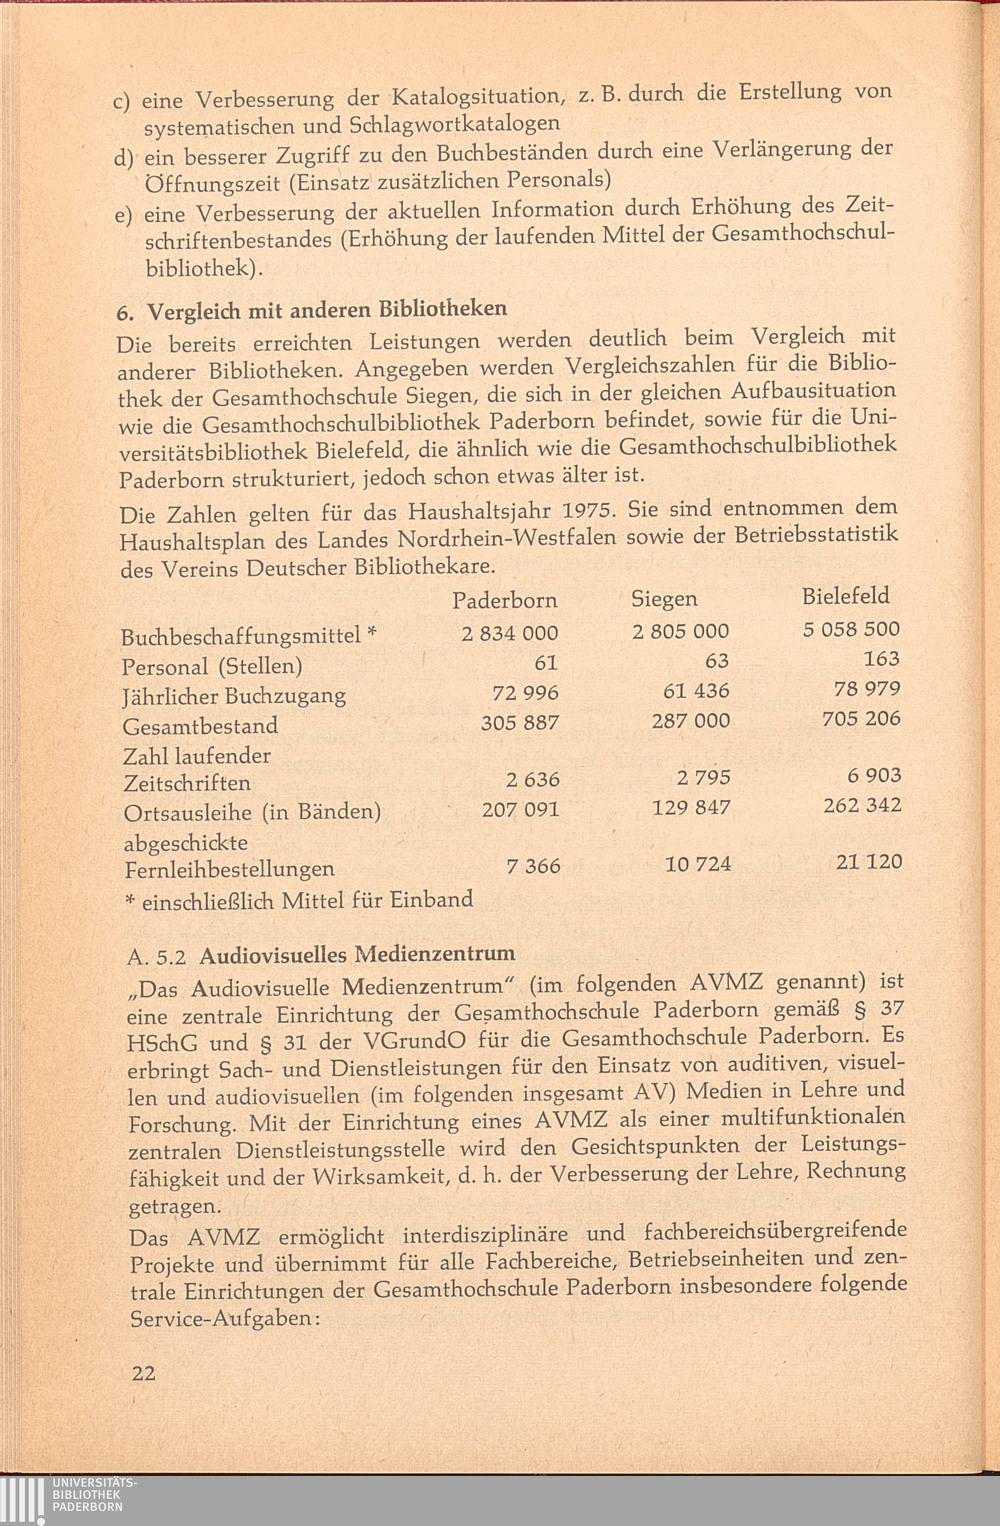 c) eine Verbesserung der Katalogsituation, z. B. durch die Erstellung von
systematischen und Schlagwortkatalogen
d) ein besserer Zugriff zu den Buchbeständen durch eine Verlängerung der
Öffnungszeit (Einsatz zusätzlichen Personals)
e) eine Verbesserung der aktuellen Information durch Erhöhung des Zeit-
schriftenbestandes (Erhöhung der laufenden Mittel der Gesamthochschul-
bibliothek).
6. Vergleich mit anderen Bibliotheken
Die bereits erreichten Leistungen werden deutlich beim Vergleich mit
anderer Bibliotheken. Angegeben werden Vergleichszahlen für die Biblio-
thek der Gesamthochschule Siegen, die sich in der gleichen Aufbausituation
wie die Gesamthochschulbibliothek Paderborn befindet, sowie für die Uni-
versitätsbibliothek Bielefeld, die ähnlich wie die Gesamthochschulbibliothek
Paderborn strukturiert, jedoch schon etwas älter ist.
Die Zahlen gelten für das Haushaltsjahr 1975. Sie sind entnommen dem
Haushaltsplan des Landes Nordrhein-Westfalen sowie der Betriebsstatistik
des Vereins Deutscher Bibliothekare.
Paderborn Siegen Bielefeld
Buchbeschaffungsmittel * 2 834 000 2 805 000 5 058 500
Personal (Stellen) 61 63 163
Jährlicher Buchzugang 72 996 61 436 78 979
Gesamtbestand 305 887 287 000 705 206
Zahl laufender
Zeitschriften 2 636 2 795 6 903
Ortsausleihe (in Bänden) 207 091 129 847 262 342
abgeschickte
Fernleihbestellungen 7 366 10 724 21 120
* einschließlich Mittel für Einband
A. 5.2 Audiovisuelles Medienzentrum
„Das Audiovisuelle Medienzentrum" (im folgenden AVMZ genannt) ist
eine zentrale Einrichtung der Gesamthochschule Paderborn gemäß § 37
HSchG und § 31 der VGrundO für die Gesamthochschule Paderborn. Es
erbringt Sach- und Dienstleistungen für den Einsatz von auditiven, visuel-
len und audiovisuellen (im folgenden insgesamt AV) Medien in Lehre und
Forschung. Mit der Einrichtung eines AVMZ als einer multifunktionalen
zentralen Dienstleistungsstelle wird den Gesichtspunkten der Leistungs-
fähigkeit und der Wirksamkeit, d. h. der Verbesserung der Lehre, Rechnung
getragen.
Das AVMZ ermöglicht interdisziplinäre und fachbereichsübergreifende
Projekte und übernimmt für alle Fachbereiche, Betriebseinheiten und zen-
trale Einrichtungen der Gesamthochschule Paderborn insbesondere folgende
Service-Aufgaben:
22
UNIVERSITÄTS-
BIBLIOTHEK
PADERBORN